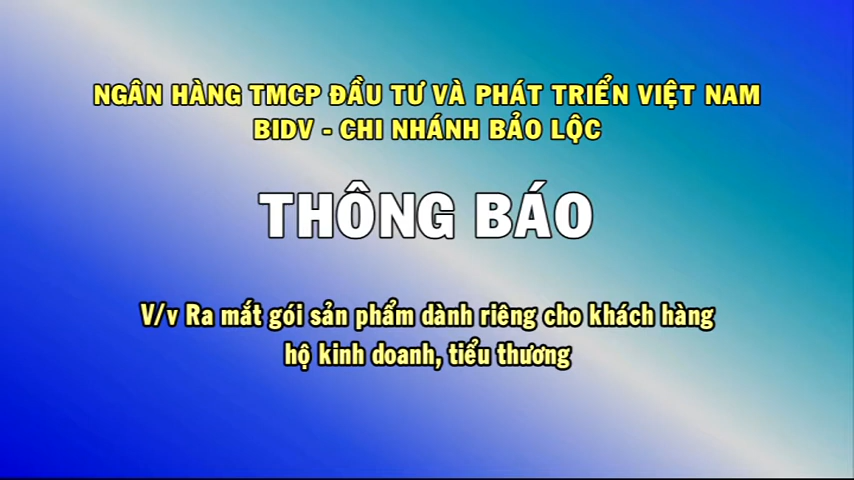 NGÂN HÀNG TMCP ĐẦU TƯ VÀ PHÁT TRIỂN VIỆT NAM
BIDV - CHI NHÁNH BẢO LỘC
THÔNG BÁO
V/v Ra mắt gói sản phẩm dành riêng cho khách hàng
hộ kinh doanh, tiểu thương